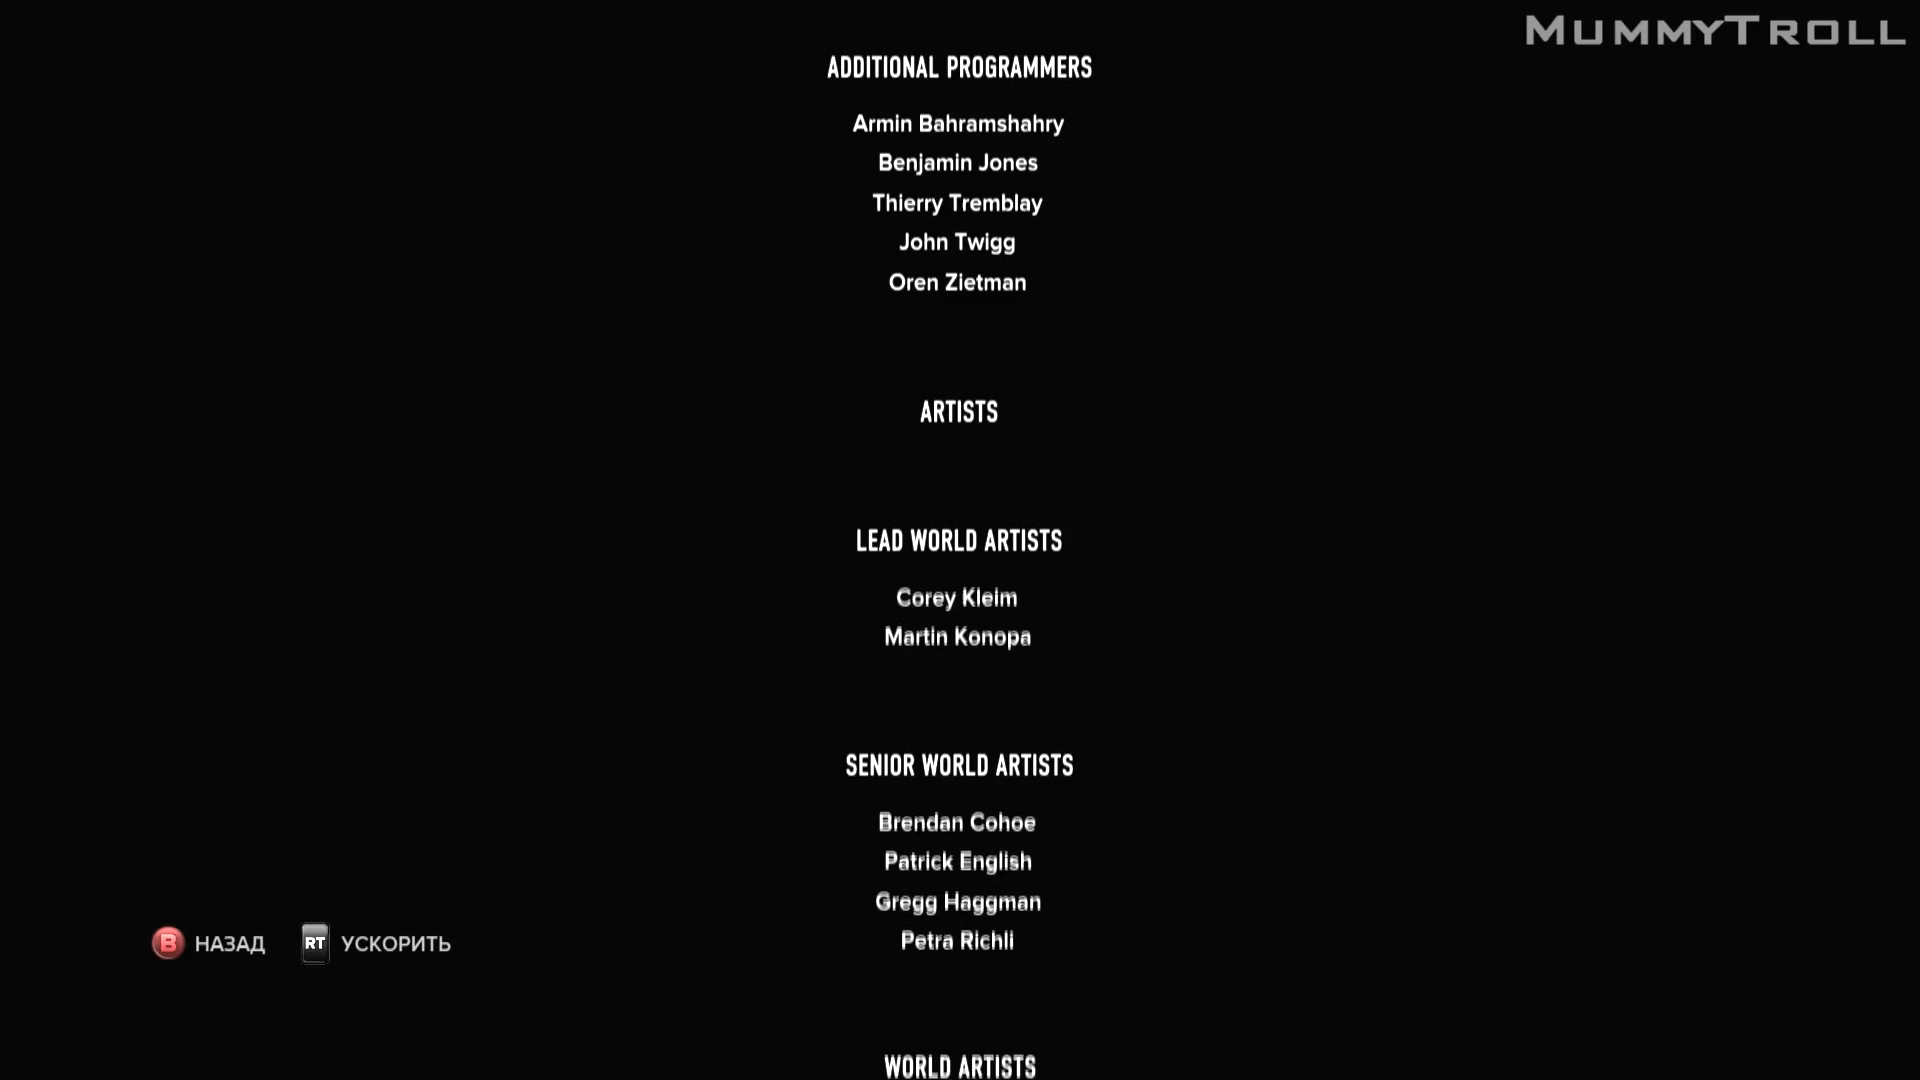 MummyTroll
ADDITIONAL PROGRAMMERS
Armin Bahramshahry
Benjamin Jones
Thierry Tremblay
John Twigg
Oren Zietman
ARTISTS
LEAD WORLD ARTISTS
Corey Kleim
Martin Konopa
SENIOR WORLD ARTISTS
Brendan Cohoe
Patrick English
Gregg Haggman
Petra Richli
B НАЗАД RT УСКОРИТЬ
WORLD ARTISTS